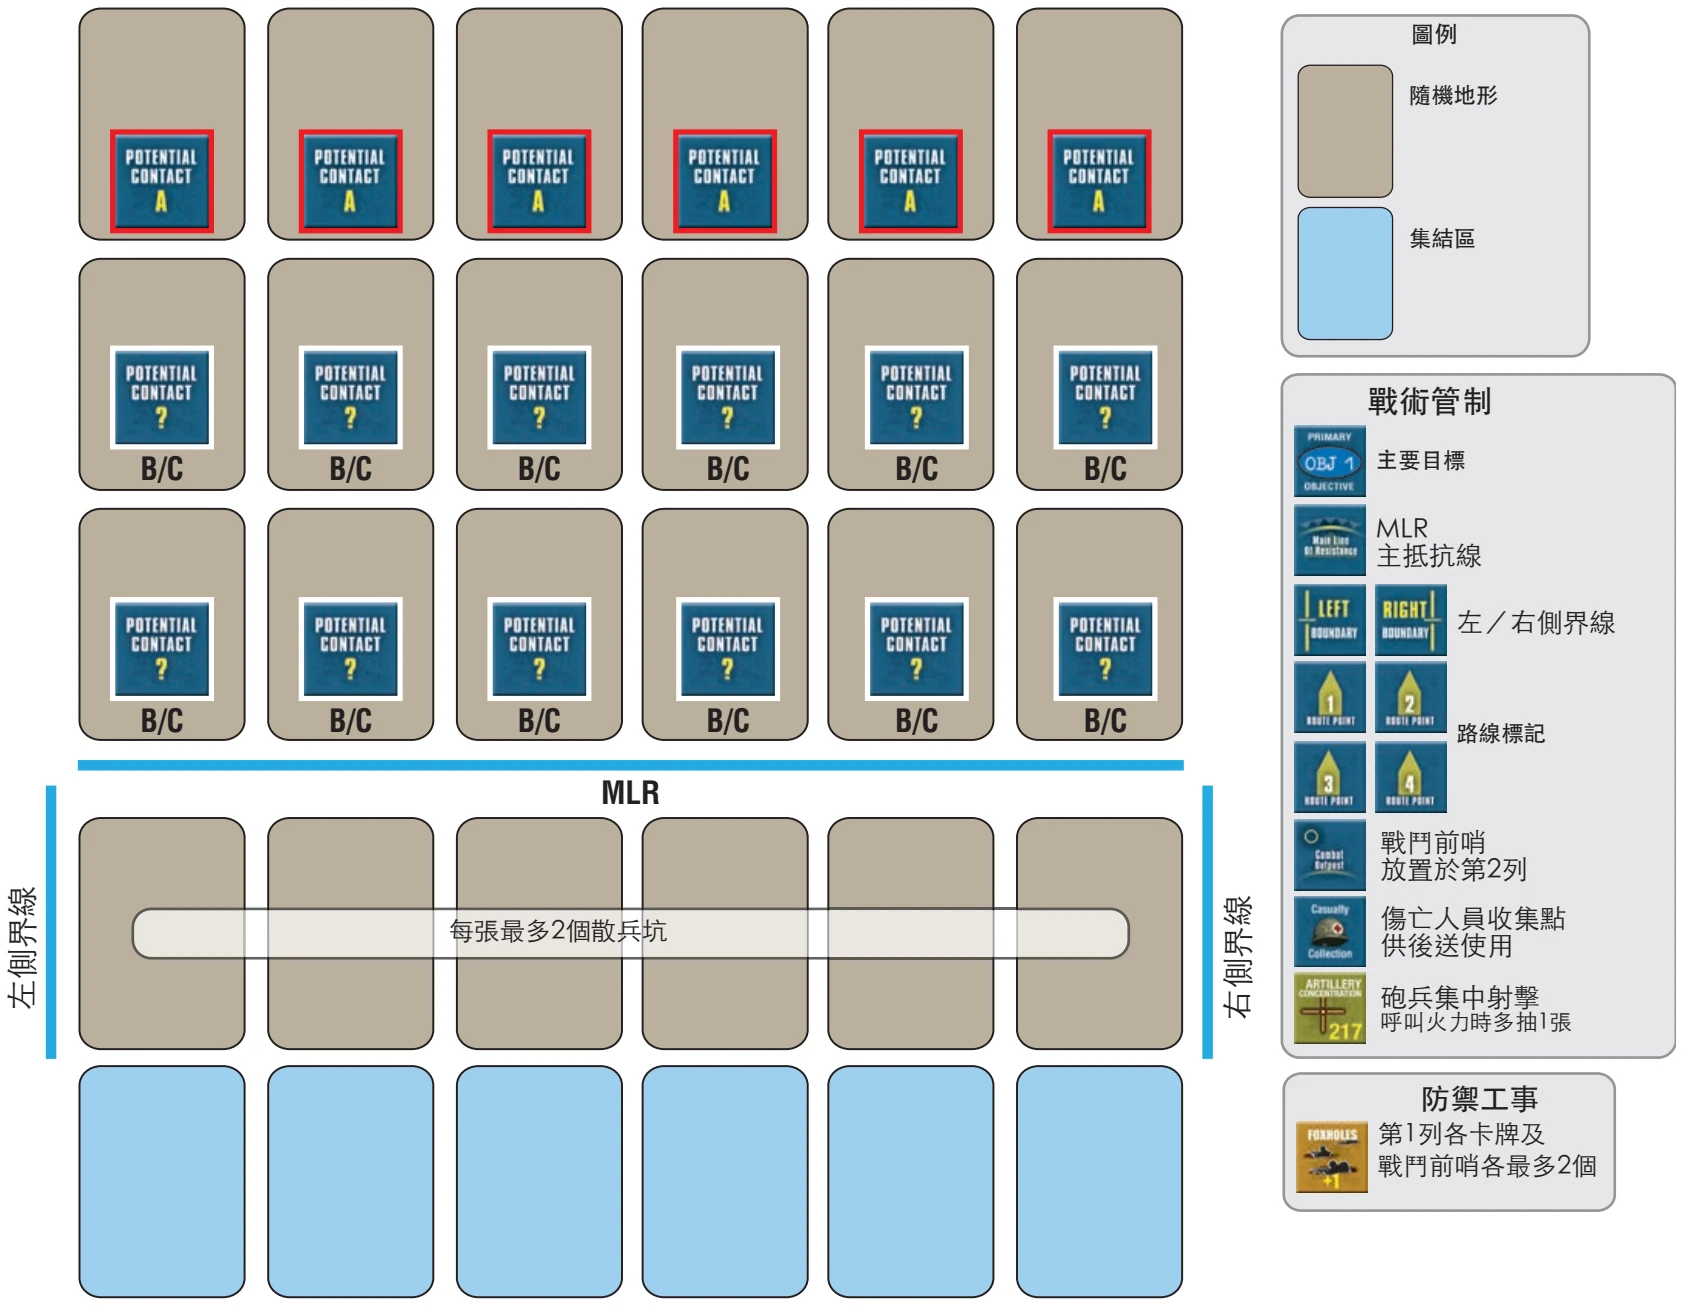 POTENTIAL
CONTACT
A
POTENTIAL
CONTACT
A
POTENTIAL
CONTACT
A
POTENTIAL
CONTACT
A
POTENTIAL
CONTACT
A
POTENTIAL
CONTACT
A
POTENTIAL
CONTACT
?
B/C
POTENTIAL
CONTACT
?
B/C
POTENTIAL
CONTACT
?
B/C
POTENTIAL
CONTACT
?
B/C
POTENTIAL
CONTACT
?
B/C
POTENTIAL
CONTACT
?
B/C
POTENTIAL
CONTACT
?
B/C
POTENTIAL
CONTACT
?
B/C
POTENTIAL
CONTACT
?
B/C
POTENTIAL
CONTACT
?
B/C
POTENTIAL
CONTACT
?
B/C
POTENTIAL
CONTACT
?
B/C
MLR
左側界線
每張最多2個散兵坑
右側界線
圖例
隨機地形
集結區
戰術管制
PRIMARY
OBJ 1
OBJECTIVE
主要目標
Main Line
Of Resistance
MLR
主抵抗線
LEFT
BOUNDARY
RIGHT
BOUNDARY
左／右側界線
1
ROUTE POINT
2
ROUTE POINT
3
ROUTE POINT
4
ROUTE POINT
路線標記
Combat
Outpost
戰鬥前哨
放置於第2列
Casualty
Collection
傷亡人員收集點
供後送使用
ARTILLERY
CONCENTRATION
217
砲兵集中射擊
呼叫火力時多抽1張
防禦工事
FOXHOLES
+1
第1列各卡牌及
戰鬥前哨各最多2個